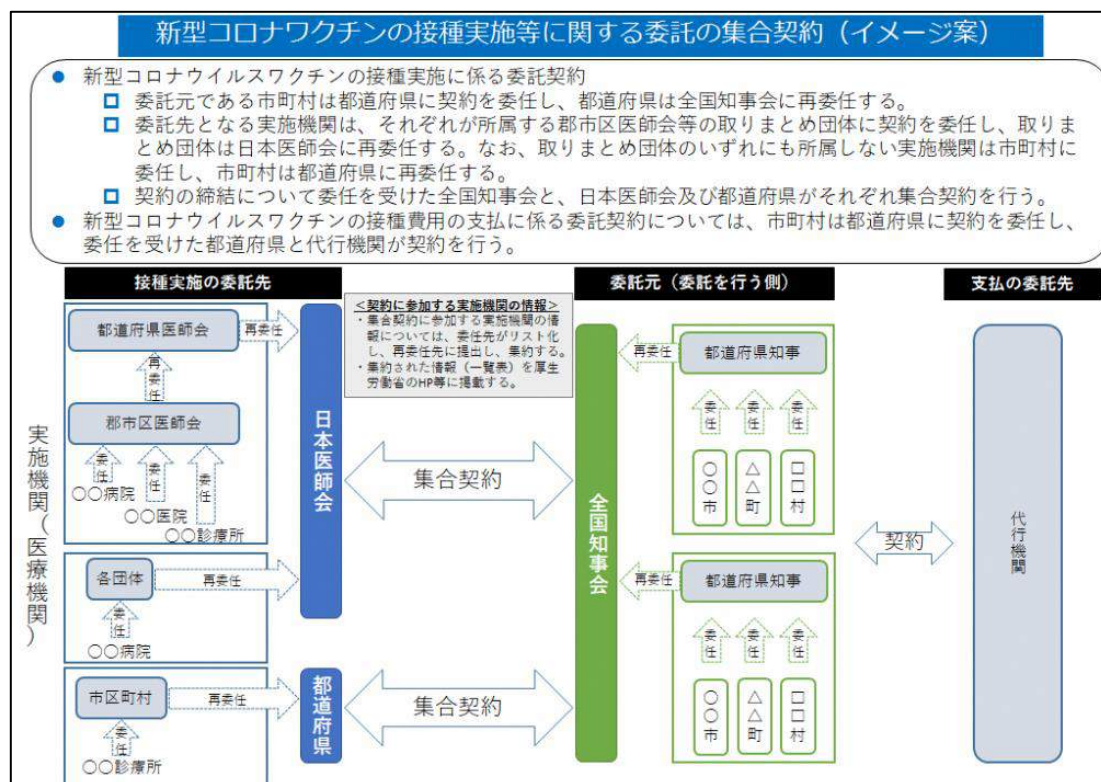 新型コロナワクチンの接種実施等に関する委託の集合契約（イメージ案）
● 新型コロナウイルスワクチンの接種実施に係る委託契約
□ 委託元である市町村は都道府県に契約を委任し、都道府県は全国知事会に再委任する。
□ 委託先となる実施機関は、それぞれが所属する郡市区医師会等の取りまとめ団体に契約を委任し、取りま
とめ団体は日本医師会に再委任する。なお、取りまとめ団体のいずれにも所属しない実施機関は市町村に
委任し、市町村は都道府県に再委任する。
□ 契約の締結について委任を受けた全国知事会と、日本医師会及び都道府県がそれぞれ集合契約を行う。
● 新型コロナウイルスワクチンの接種費用の支払に係る委託契約については、市町村は都道府県に契約を委任し、
委任を受けた都道府県と代行機関が契約を行う。
接種実施の委託先
実施機関（医療機関）
都道府県医師会
再委任
再委任
郡市区医師会
委任
委任
委任
〇〇病院
〇〇医院
〇〇診療所
各団体
再委任
委任
〇〇病院
市区町村
再委任
委任
〇〇診療所
日本医師会
都道府県
＜契約に参加する実施機関の情報＞
・集合契約に参加する実施機関の情
報については、委任先がリスト化
し、再委任先に提出し、集約する。
・集約された情報（一覧表）を厚生
労働省のHP等に掲載する。
集合契約
集合契約
委託元（委託を行う側）
全国知事会
再委任
都道府県知事
委任
委任
委任
〇〇市
△△町
□□村
再委任
都道府県知事
委任
委任
委任
〇〇市
△△町
□□村
契約
支払の委託先
代行機関